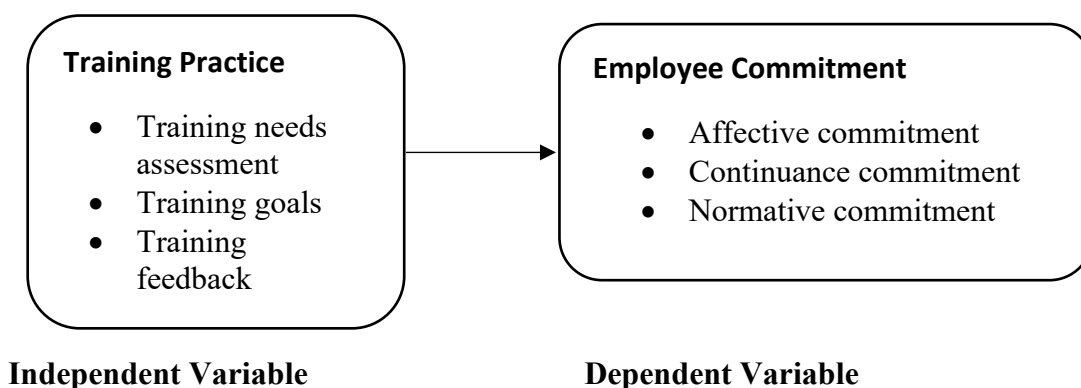 Training Practice
• Training needs
assessment
• Training goals
• Training
feedback
Employee Commitment
• Affective commitment
• Continuance commitment
• Normative commitment
Independent Variable
Dependent Variable